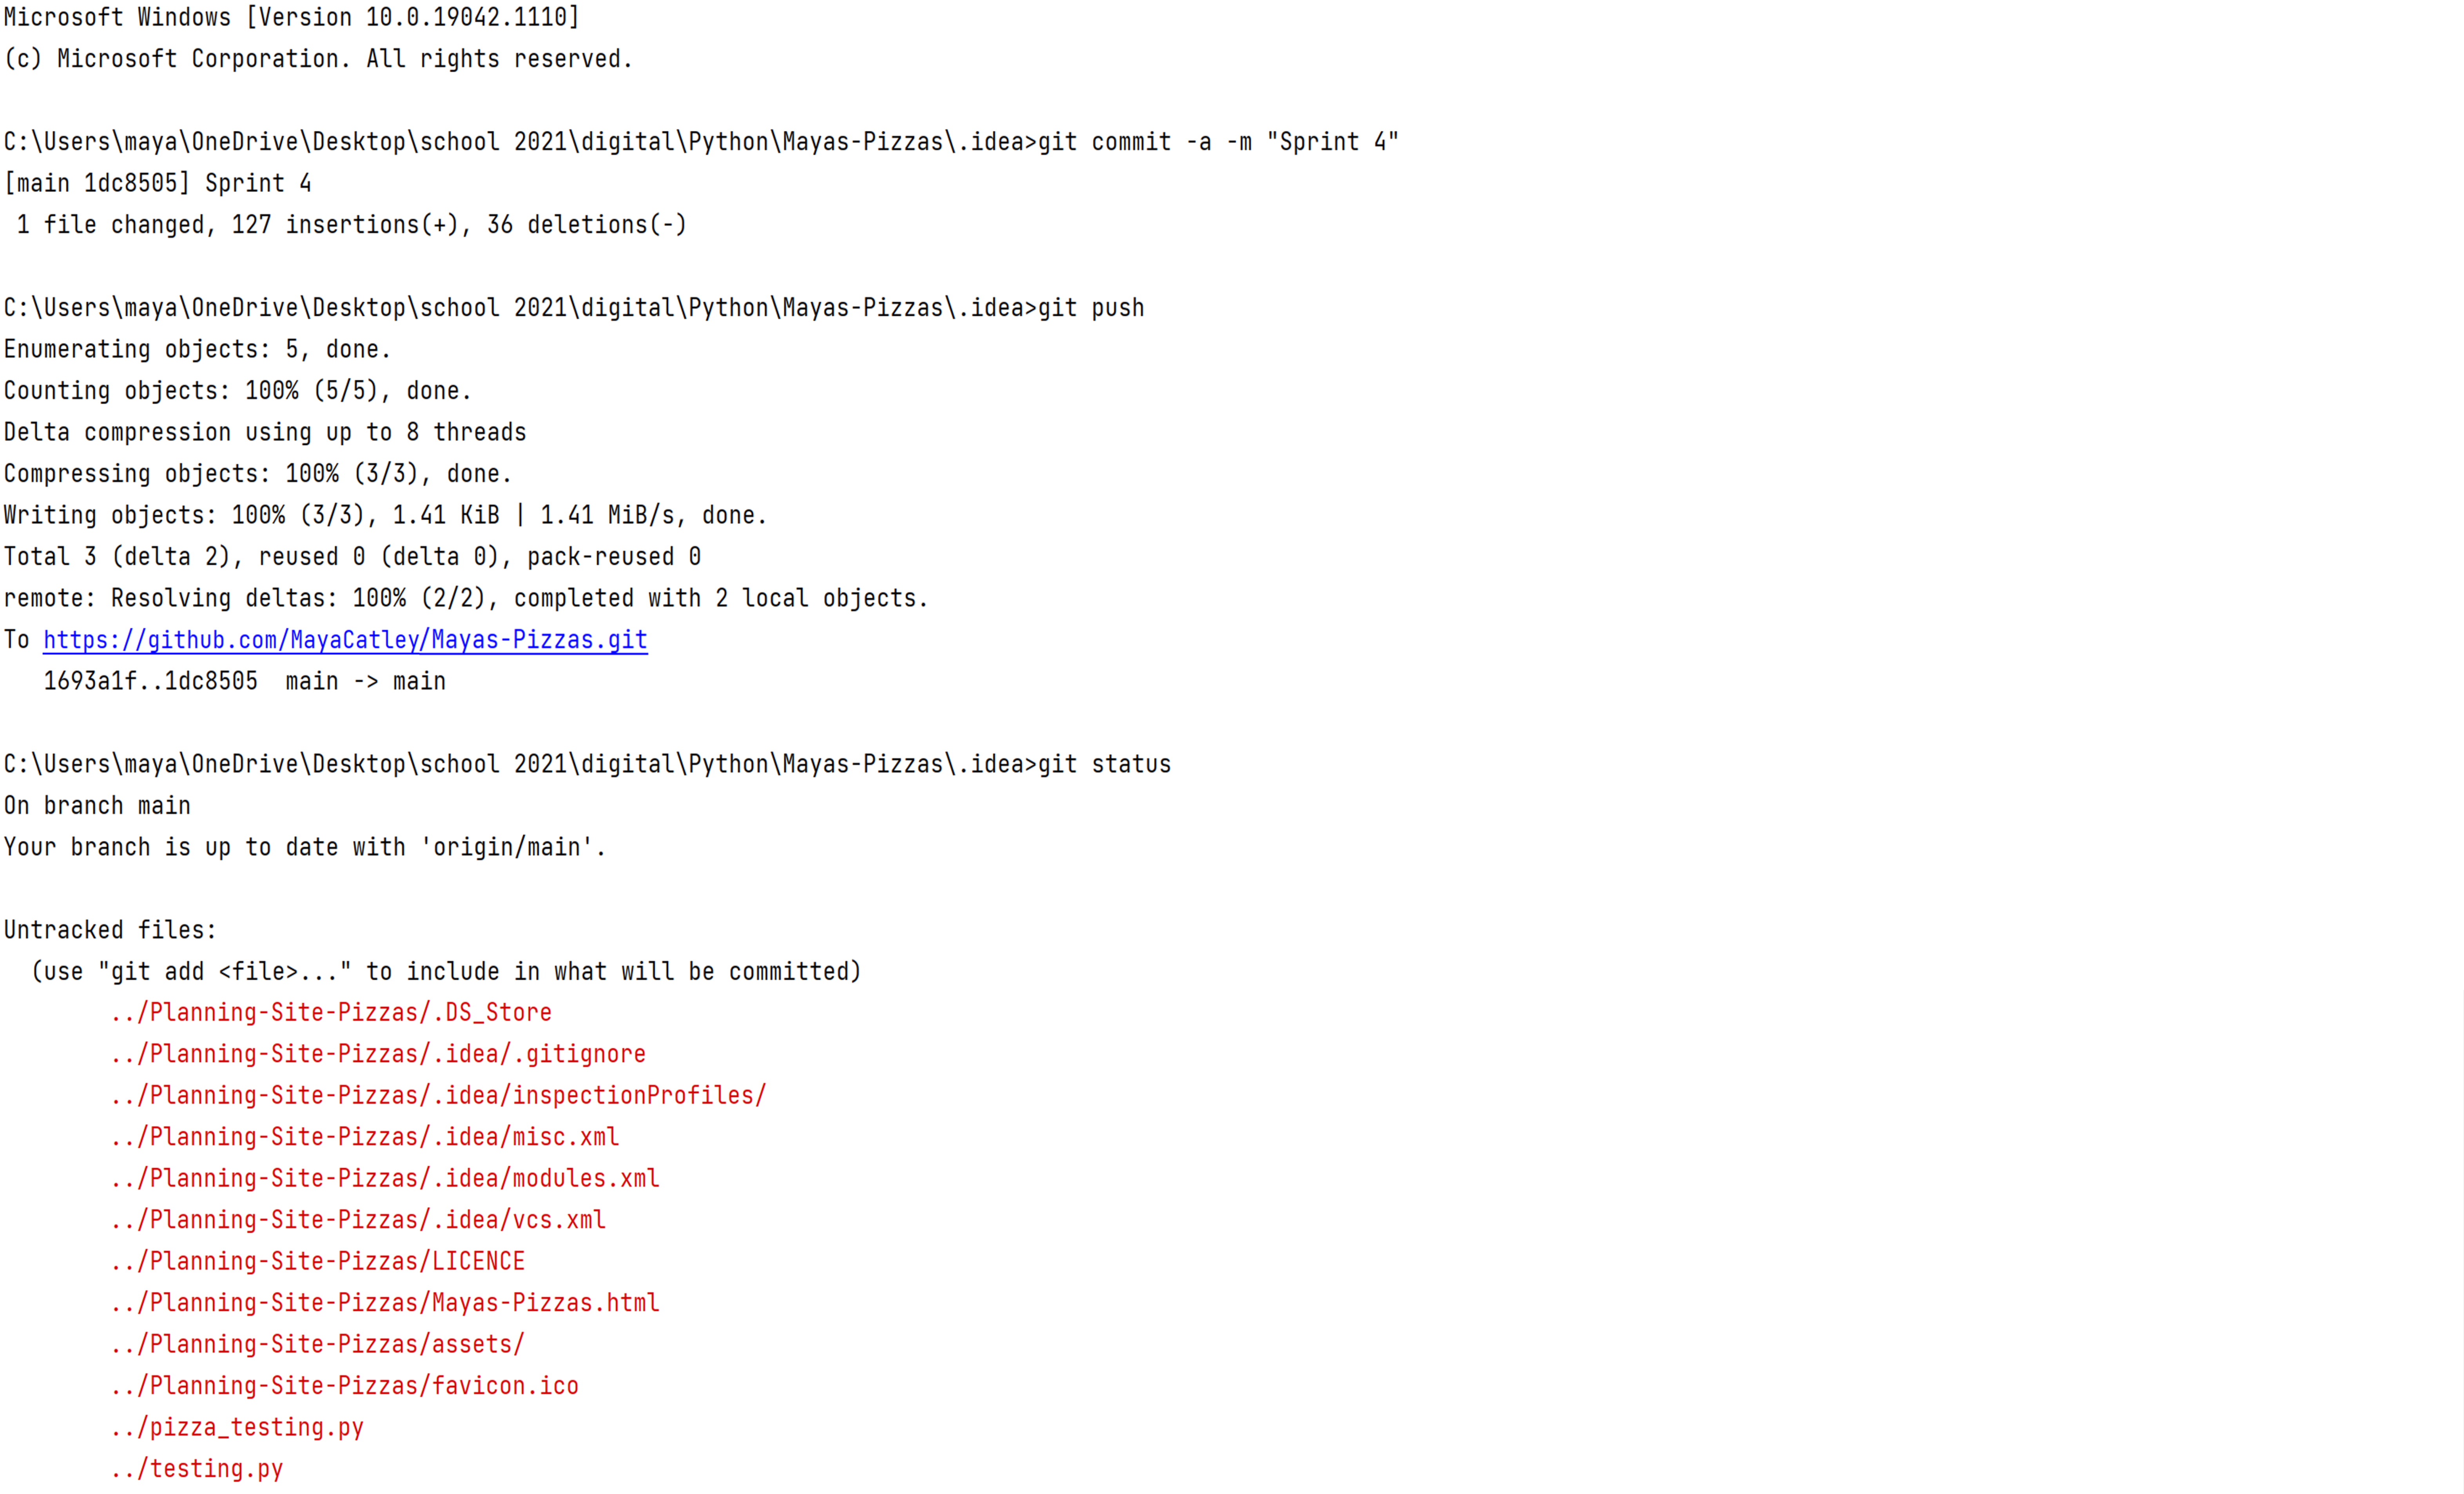 Microsoft Windows [Version 10.0.19042.1110]
(c) Microsoft Corporation. All rights reserved.
C:\Users\maya\OneDrive\Desktop\school 2021\digital\Python\Mayas-Pizzas\.idea>git commit -a -m "Sprint 4"
[main 1dc8505] Sprint 4
 1 file changed, 127 insertions(+), 36 deletions(-)
C:\Users\maya\OneDrive\Desktop\school 2021\digital\Python\Mayas-Pizzas\.idea>git push
Enumerating objects: 5, done.
Counting objects: 100% (5/5), done.
Delta compression using up to 8 threads
Compressing objects: 100% (3/3), done.
Writing objects: 100% (3/3), 1.41 KiB | 1.41 MiB/s, done.
Total 3 (delta 2), reused 0 (delta 0), pack-reused 0
remote: Resolving deltas: 100% (2/2), completed with 2 local objects.
To https://github.com/MayaCatley/Mayas-Pizzas.git
   1693a1f..1dc8505  main -> main
C:\Users\maya\OneDrive\Desktop\school 2021\digital\Python\Mayas-Pizzas\.idea>git status
On branch main
Your branch is up to date with 'origin/main'.
Untracked files:
  (use "git add <file>..." to include in what will be committed)
        ../Planning-Site-Pizzas/.DS_Store
        ../Planning-Site-Pizzas/.idea/.gitignore
        ../Planning-Site-Pizzas/.idea/inspectionProfiles/
        ../Planning-Site-Pizzas/.idea/misc.xml
        ../Planning-Site-Pizzas/.idea/modules.xml
        ../Planning-Site-Pizzas/.idea/vcs.xml
        ../Planning-Site-Pizzas/LICENCE
        ../Planning-Site-Pizzas/Mayas-Pizzas.html
        ../Planning-Site-Pizzas/assets/
        ../Planning-Site-Pizzas/favicon.ico
        ../pizza_testing.py
        ../testing.py